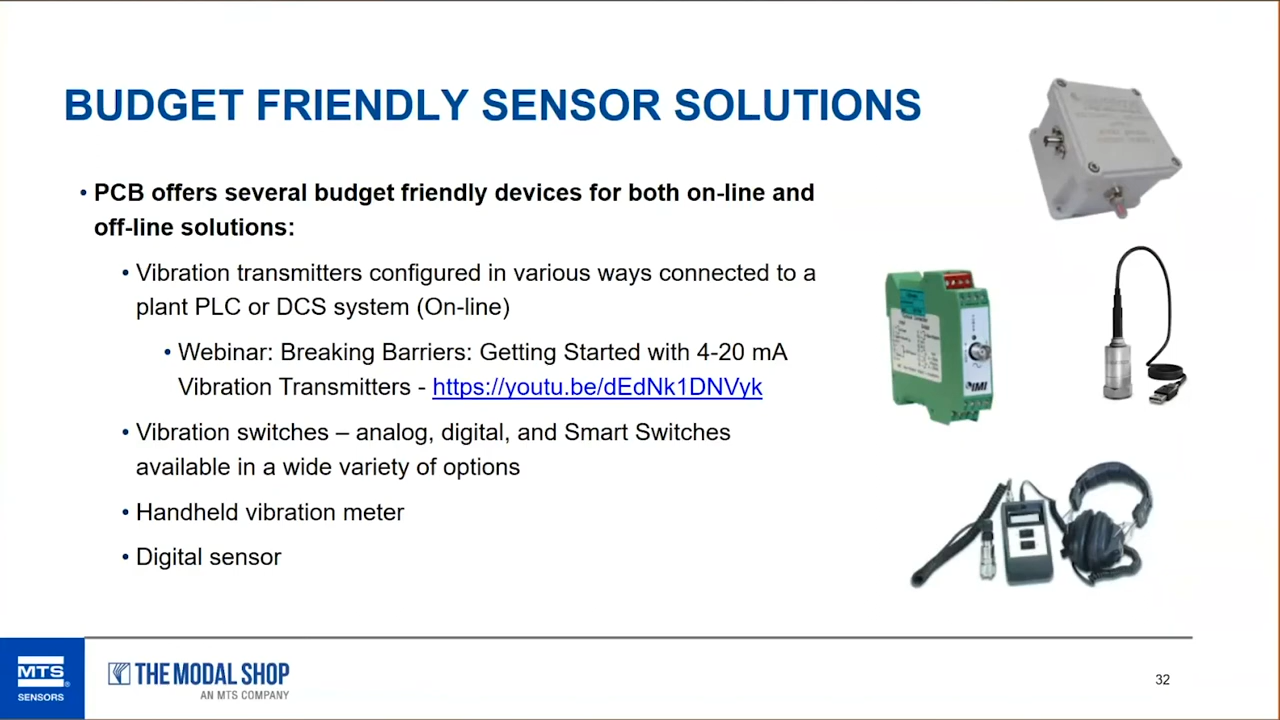 BUDGET FRIENDLY SENSOR SOLUTIONS
• PCB offers several budget friendly devices for both on-line and
off-line solutions:
• Vibration transmitters configured in various ways connected to a
plant PLC or DCS system (On-line)
• Webinar: Breaking Barriers: Getting Started with 4-20 mA
Vibration Transmitters - https://youtu.be/dEdNk1DNVyk
• Vibration switches – analog, digital, and Smart Switches
available in a wide variety of options
• Handheld vibration meter
• Digital sensor
IMI
MTS
SENSORS
THE MODAL SHOP
AN MTS COMPANY
32